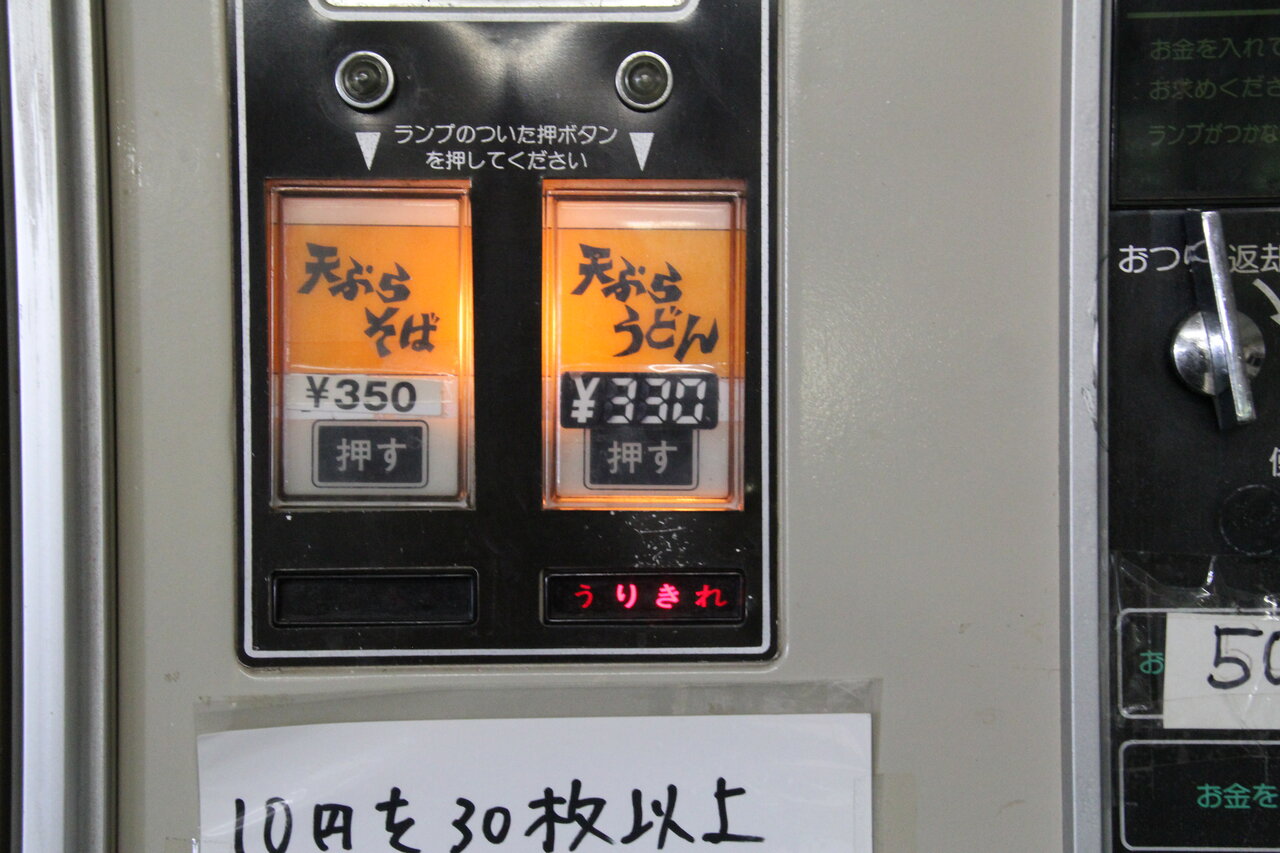 ランプのついた押ボタン
を押してください
天ぷら
そば
¥350
押す
天ぷら
うどん
¥330
押す
うりきれ
10円を30枚以上
お金を入れて
お求めくださ
ランプがつかな
おつり返却
お
50
お金を